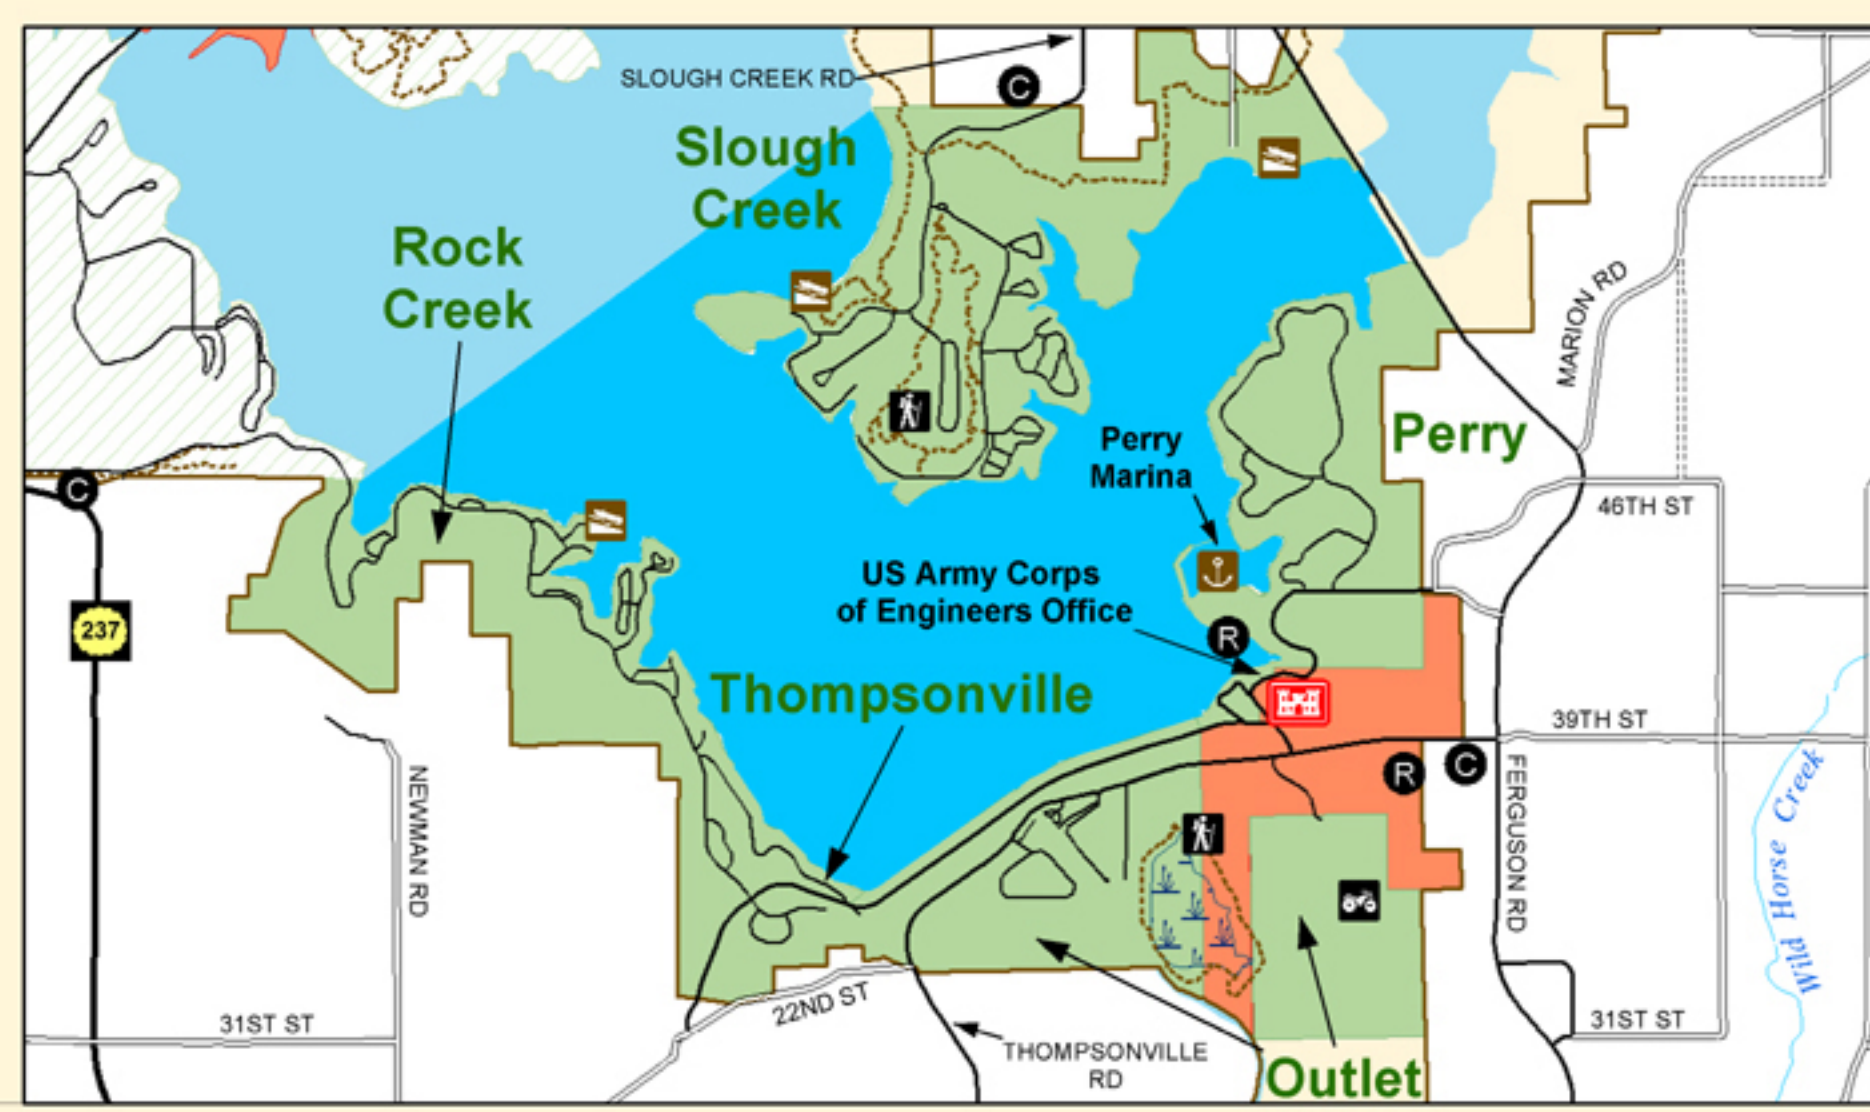 SLOUGH CREEK RD
C
Slough
Creek
Rock
Creek
MARION RD
Perry
Perry
Marina
46TH ST
C
US Army Corps
of Engineers Office
R
237
Thompsonville
39TH ST
R
C
NEWMAN RD
FERGUSON RD
Wild Horse Creek
22ND ST
31ST ST
31ST ST
THOMPSONVILLE
RD
Outlet